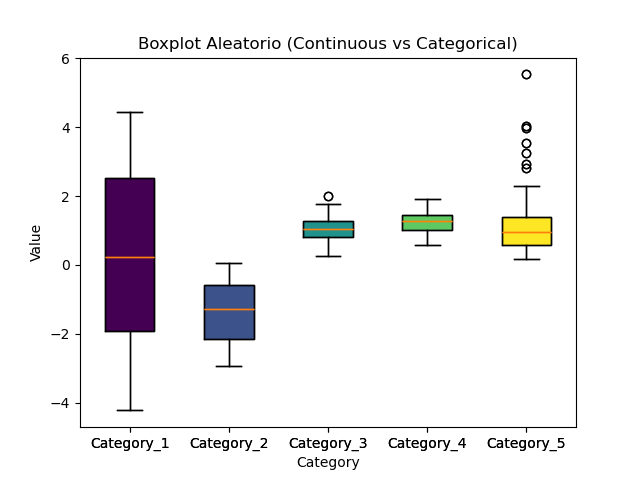 Boxplot Aleatorio (Continuous vs Categorical)
6
4
2
0
−2
−4
Value
Category_1 Category_2 Category_3 Category_4 Category_5
Category